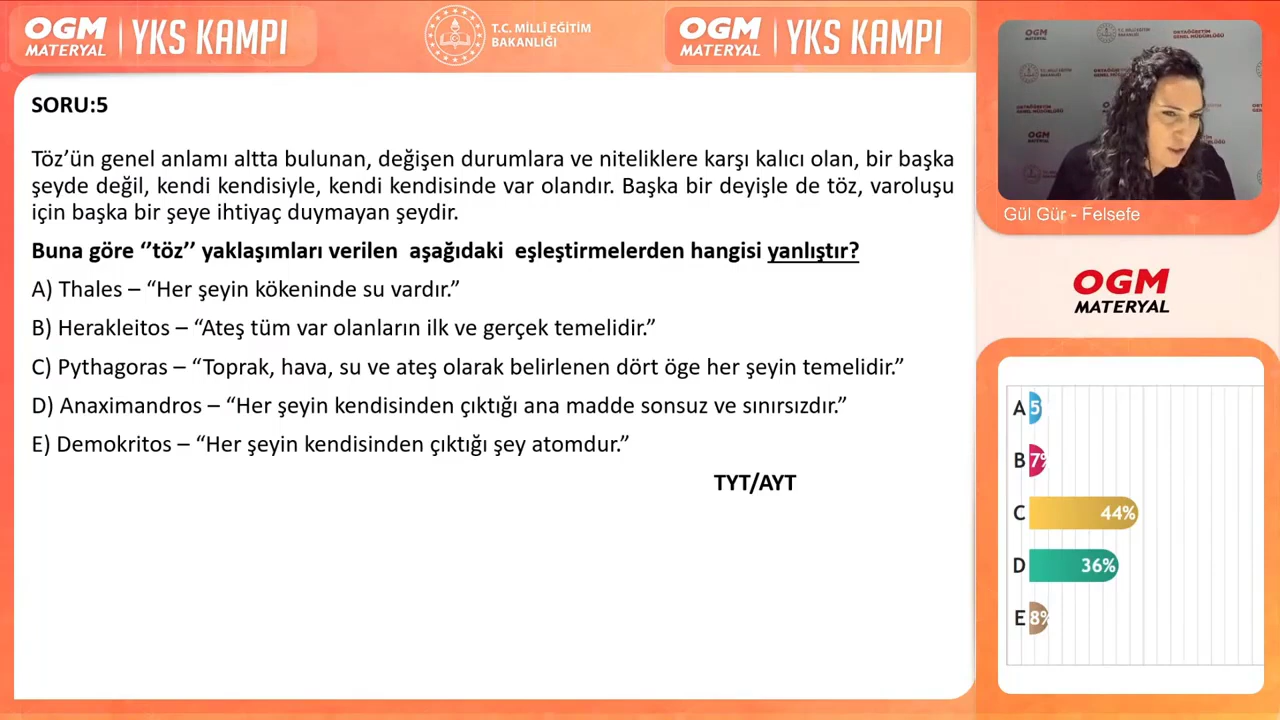 OGM MATERYAL | YKS KAMPI
T.C. MİLLÎ EĞİTİM BAKANLIĞI
OGM MATERYAL | YKS KAMPI
SORU:5
Töz’ün genel anlamı altta bulunan, değişen durumlara ve niteliklere karşı kalıcı olan, bir başka
şeyde değil, kendi kendisiyle, kendi kendisinde var olandır. Başka bir deyişle de töz, varoluşu
için başka bir şeye ihtiyaç duymayan şeydir.
Buna göre ‘’töz’’ yaklaşımları verilen aşağıdaki eşleştirmelerden hangisi yanlıştır?
A) Thales – “Her şeyin kökeninde su vardır.”
B) Herakleitos – “Ateş tüm var olanların ilk ve gerçek temelidir.”
C) Pythagoras – “Toprak, hava, su ve ateş olarak belirlenen dört öge her şeyin temelidir.”
D) Anaximandros – “Her şeyin kendisinden çıktığı ana madde sonsuz ve sınırsızdır.”
E) Demokritos – “Her şeyin kendisinden çıktığı şey atomdur.”
TYT/AYT
OGM
OGM
Gül Gür - Felsefe
OGM
MATERYAL
A 5
B 7%
C 44%
D 36%
E 8%